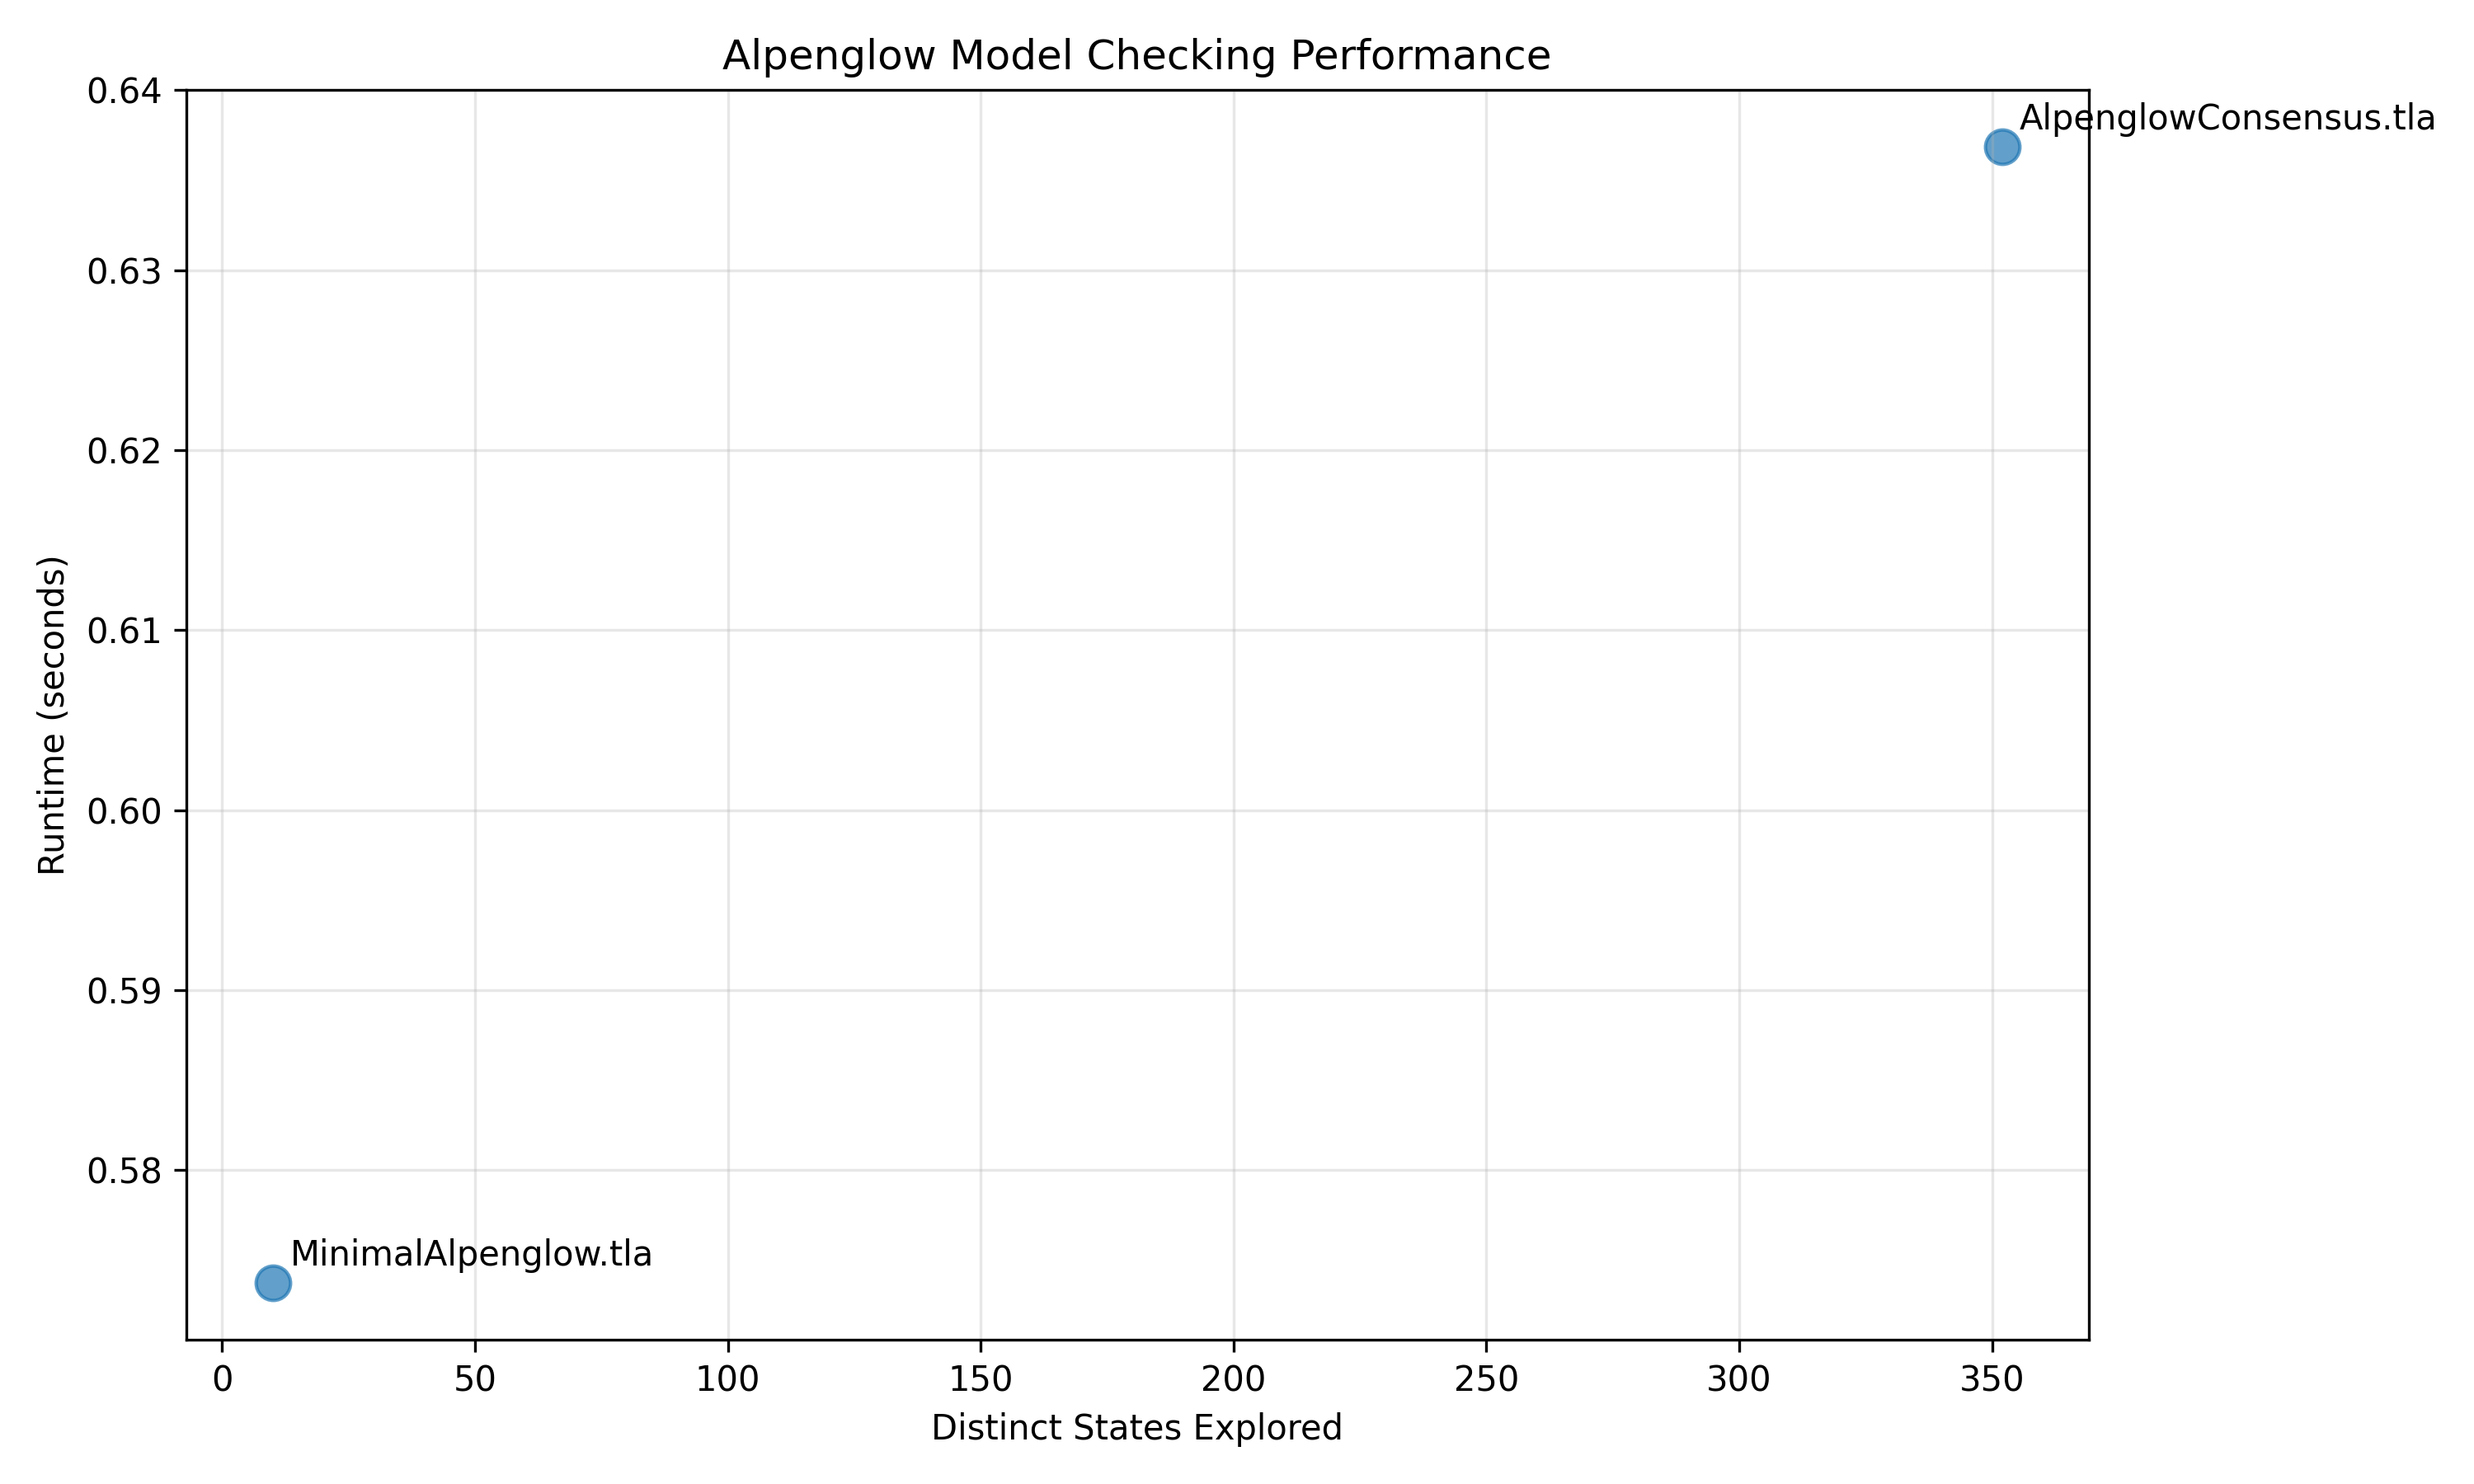 Alpenglow Model Checking Performance
0.64
AlpenglowConsensus.tla
0.63
0.62
0.61
Runtime (seconds)
0.60
0.59
0.58
MinimalAlpenglow.tla
0 50 100 150 200 250 300 350
Distinct States Explored